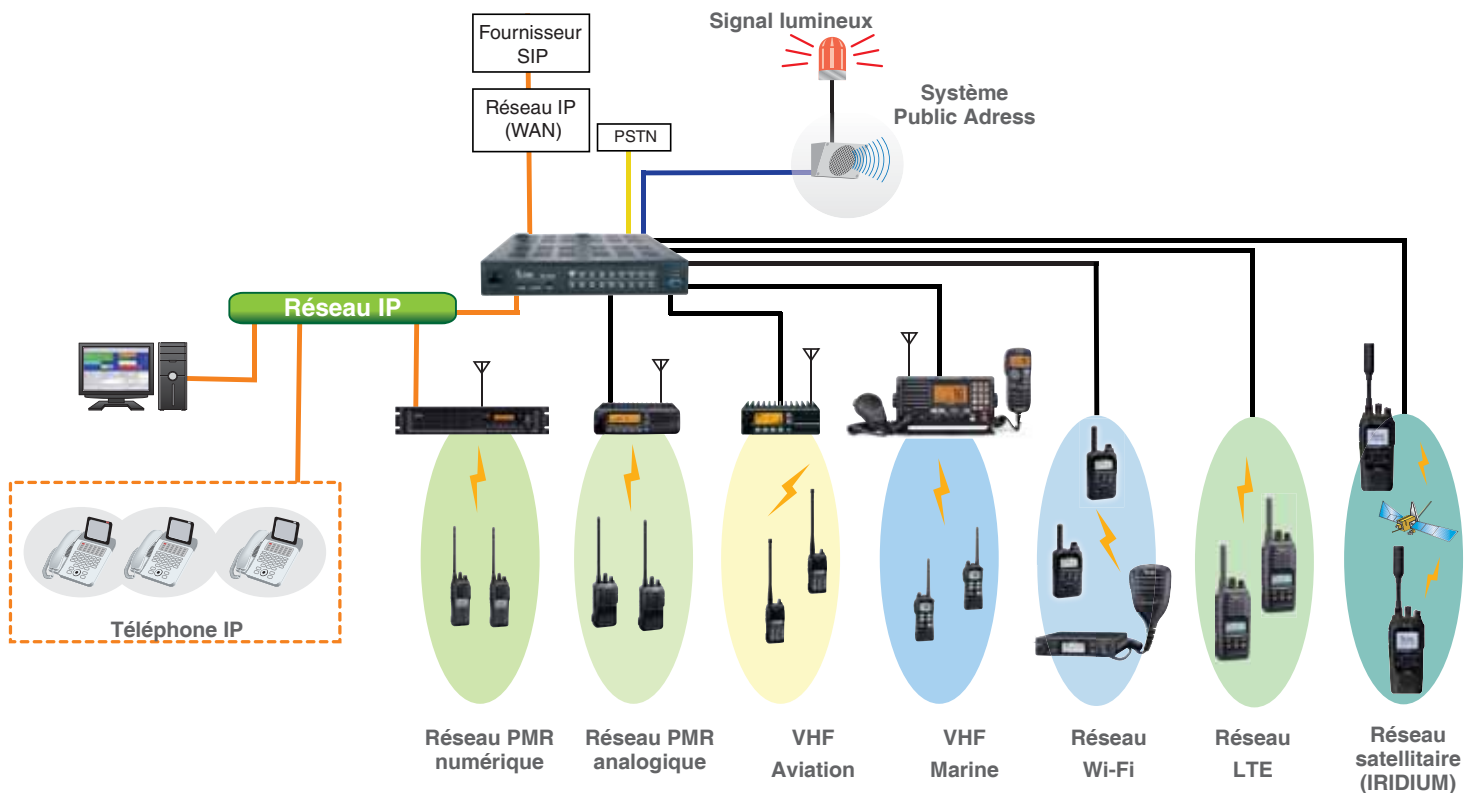 Fournisseur
SIP
Réseau IP
(WAN)
PSTN
Signal lumineux
Système
Public Adress
Réseau IP
Téléphone IP
Réseau PMR
numérique
Réseau PMR
analogique
VHF
Aviation
VHF
Marine
Réseau
Wi-Fi
Réseau
LTE
Réseau
satellitaire
(IRIDIUM)